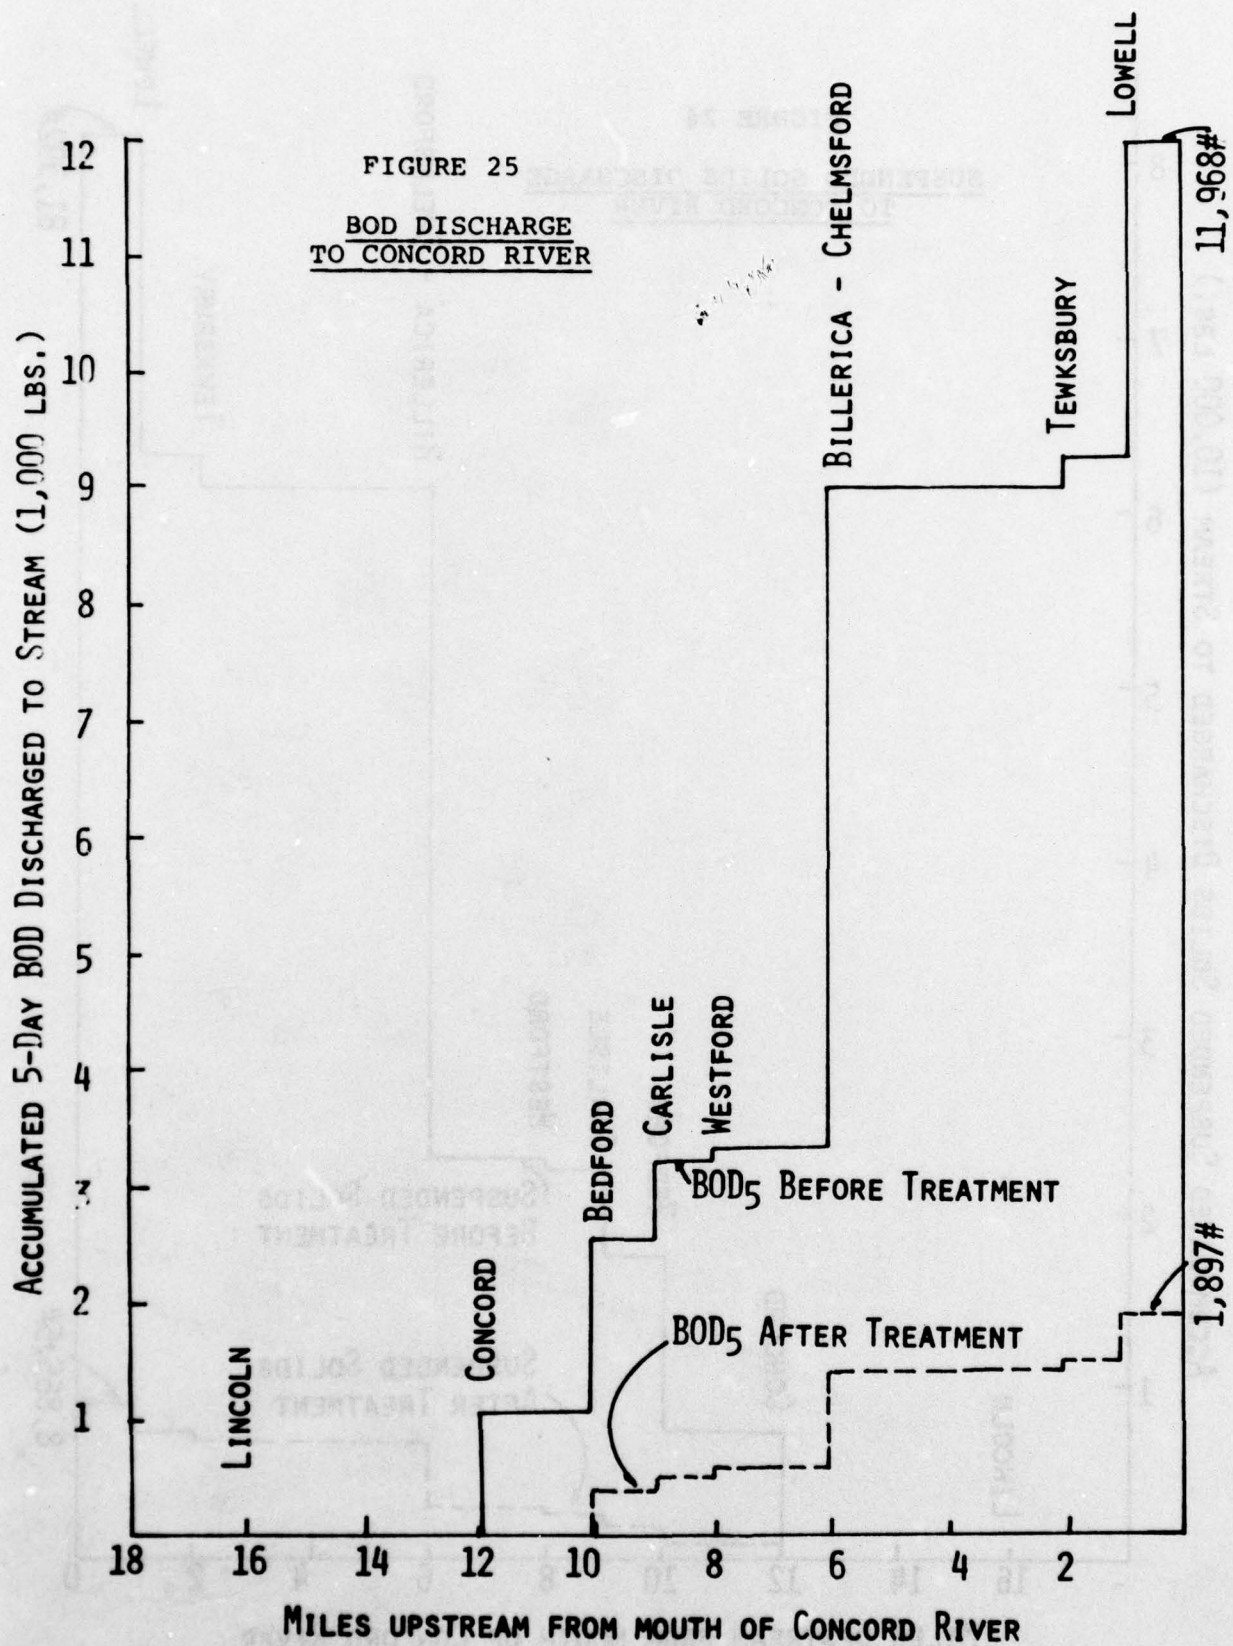 FIGURE 25
BOD DISCHARGE
TO CONCORD RIVER
ACCUMULATED 5-DAY BOD DISCHARGED TO STREAM (1,000 LBS.)
12
11
10
9
8
7
6
5
4
3
2
1
LINCOLN
CONCORD
BEDFORD
CARLISLE
WESTFORD
BILLERICA - CHELMSFORD
TEWKSBURY
LOWELL
11,968#
BOD5 BEFORE TREATMENT
BOD5 AFTER TREATMENT
1,897#
18 16 14 12 10 8 6 4 2
MILES UPSTREAM FROM MOUTH OF CONCORD RIVER